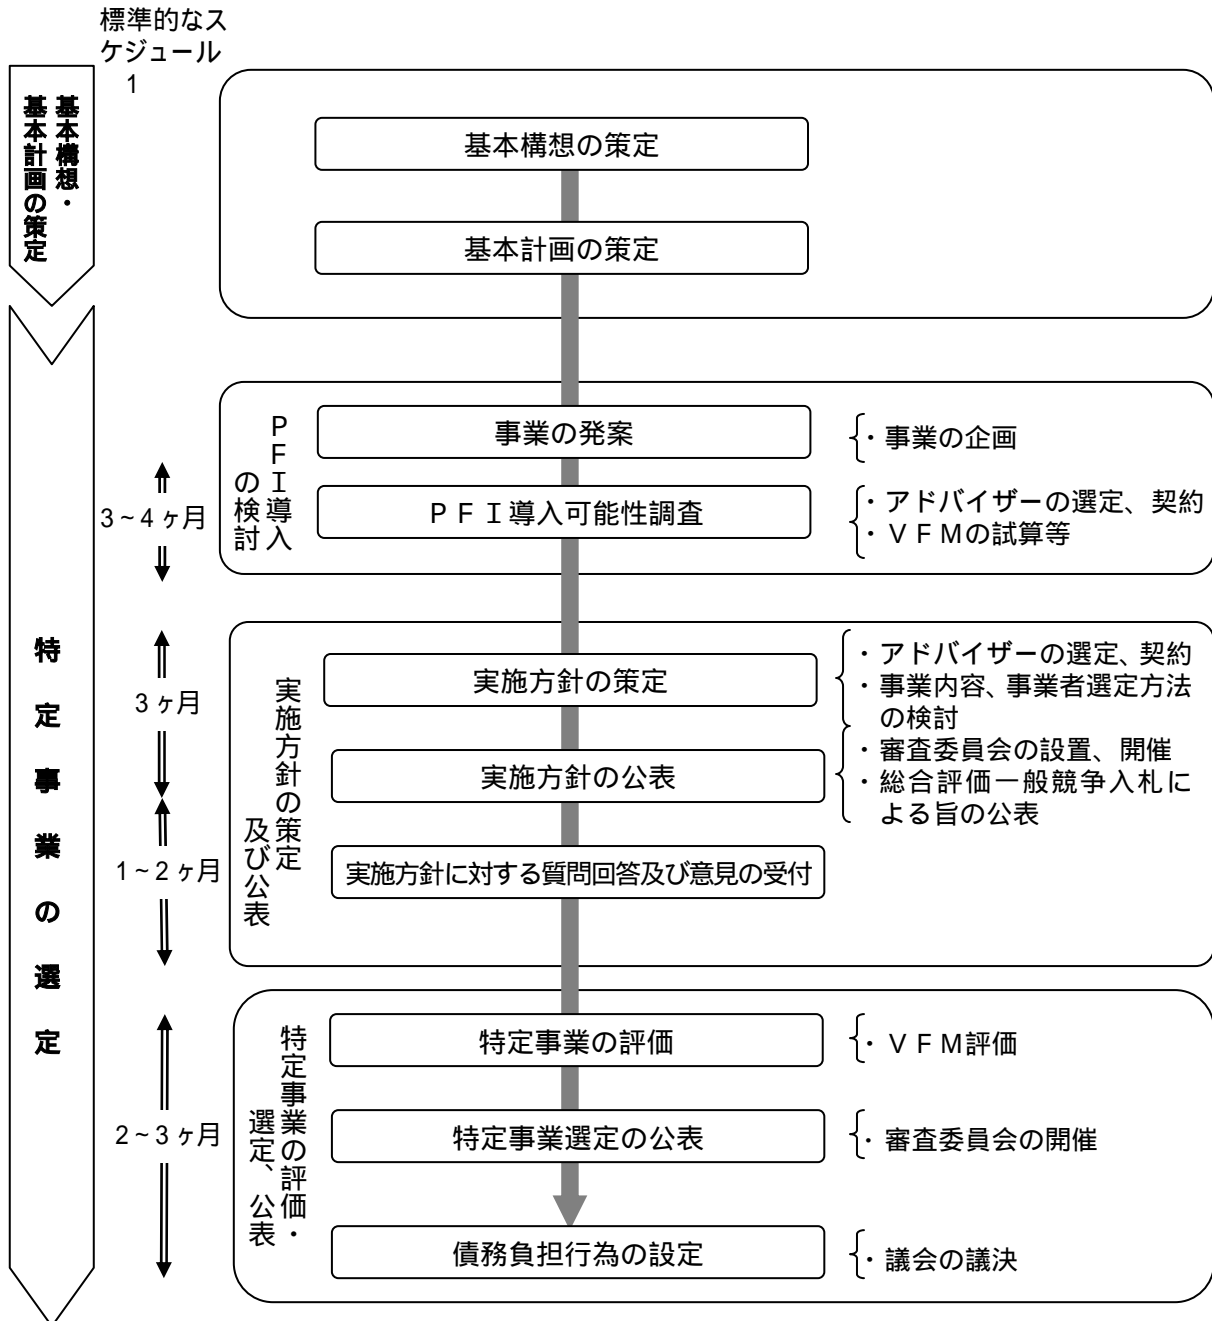 標準的なス
ケジュール
1
基本構想・
基本計画の策定
基本構想の策定
基本計画の策定
特定事業の選定
PFI導入
の検討
3~4ヶ月
事業の発案
・事業の企画
PFI導入可能性調査
・アドバイザーの選定、契約
・VFMの試算等
実施方針の策定
及び公表
3ヶ月
1~2ヶ月
実施方針の策定
・アドバイザーの選定、契約
・事業内容、事業者選定方法
の検討
実施方針の公表
・審査委員会の設置、開催
・総合評価一般競争入札に
よる旨の公表
実施方針に対する質問回答及び意見の受付
特定事業の評価・
選定、公表
2~3ヶ月
特定事業の評価
・VFM評価
特定事業選定の公表
・審査委員会の開催
債務負担行為の設定
・議会の議決